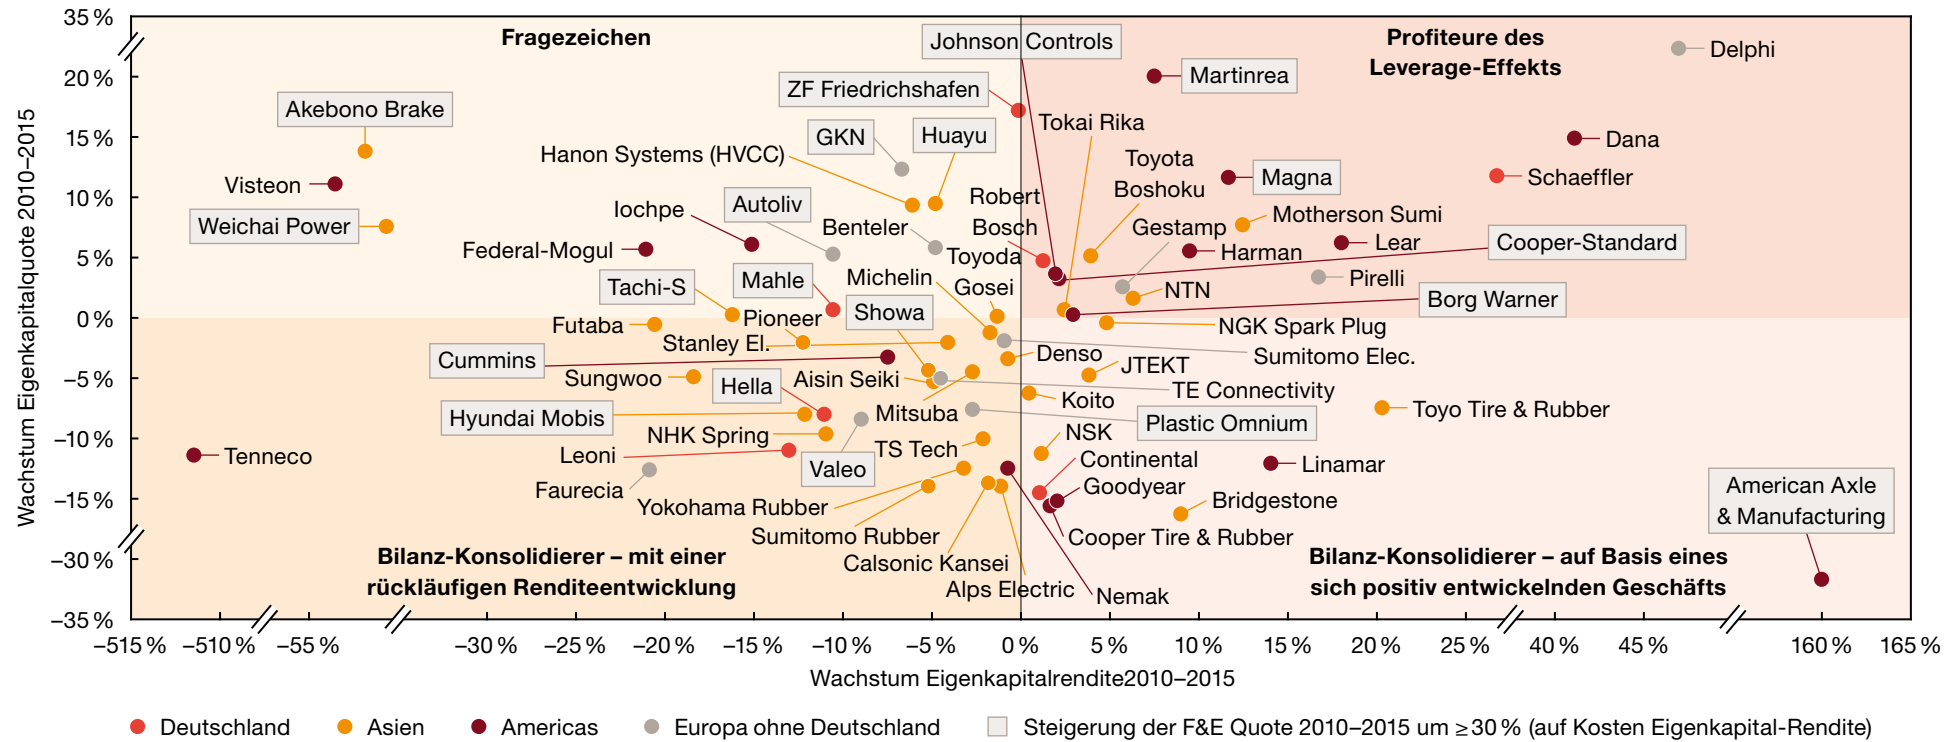 35 %
20 %
15 %
10 %
5 %
0 %
−5 %
−10 %
−15 %
−30 %
−35 %
Wachstum Eigenkapitalquote 2010–2015
Fragezeichen
Johnson Controls
Profiteure des
Leverage-Effekts
Delphi
Martinrea
ZF Friedrichshafen
Akebono Brake
Tokai Rika
GKN
Huayu
Dana
Hanon Systems (HVCC)
Toyota
Boshoku
Visteon
Magna
Schaeffler
Robert
Bosch
Autoliv
Iochpe
Weichai Power
Motherson Sumi
Benteler
Gestamp
Federal-Mogul
Harman
Lear
Cooper-Standard
Toyoda
Gosei
Michelin
Mahle
Tachi-S
Pirelli
NTN
Borg Warner
Showa
Pioneer
Futaba
NGK Spark Plug
Stanley El.
Cummins
Denso
Sumitomo Elec.
JTEKT
Sungwoo
Hella
Aisin Seiki
TE Connectivity
Koito
Mitsuba
Toyo Tire & Rubber
Hyundai Mobis
Plastic Omnium
NHK Spring
NSK
TS Tech
Leoni
Tenneco
Continental
Linamar
Valeo
Faurecia
Goodyear
American Axle
& Manufacturing
Yokohama Rubber
Bridgestone
Sumitomo Rubber
Cooper Tire & Rubber
Calsonic Kansei
Alps Electric
Nemak
Bilanz-Konsolidierer – mit einer
rückläufigen Renditeentwicklung
Bilanz-Konsolidierer – auf Basis eines
sich positiv entwickelnden Geschäfts
−515 %
−510 %
−55 %
−30 %
−25 %
−20 %
−15 %
−10 %
−5 %
0 %
5 %
10 %
15 %
20 %
25 %
40 %
45 %
160 %
165 %
Wachstum Eigenkapitalrendite2010–2015
Deutschland
Asien
Americas
Europa ohne Deutschland
Steigerung der F&E Quote 2010–2015 um ≥30 % (auf Kosten Eigenkapital-Rendite)